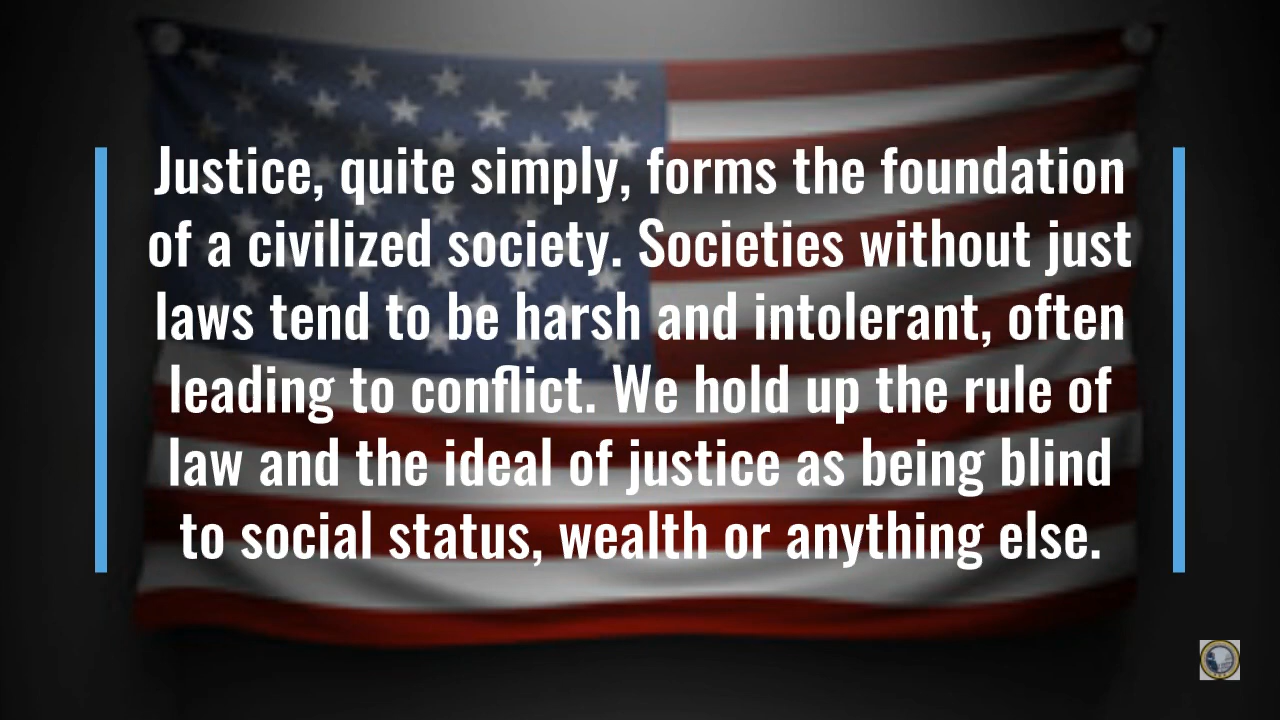 Justice, quite simply, forms the foundation
of a civilized society. Societies without just
laws tend to be harsh and intolerant, often
leading to conflict. We hold up the rule of
law and the ideal of justice as being blind
to social status, wealth or anything else.